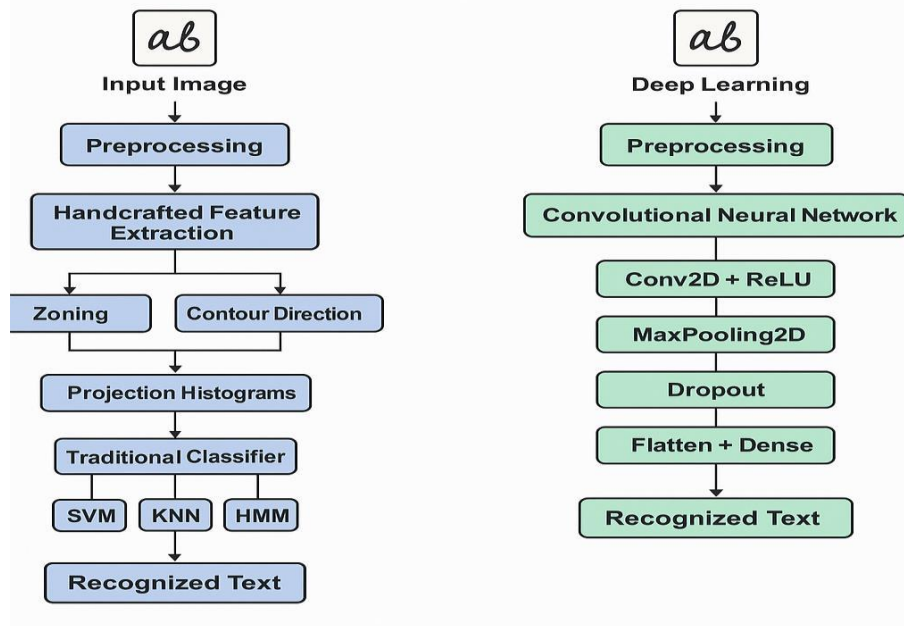 ab
Input Image
Preprocessing
Handcrafted Feature
Extraction
Zoning
Contour Direction
Projection Histograms
Traditional Classifier
SVM
KNN
HMM
Recognized Text
ab
Deep Learning
Preprocessing
Convolutional Neural Network
Conv2D + ReLU
MaxPooling2D
Dropout
Flatten + Dense
Recognized Text